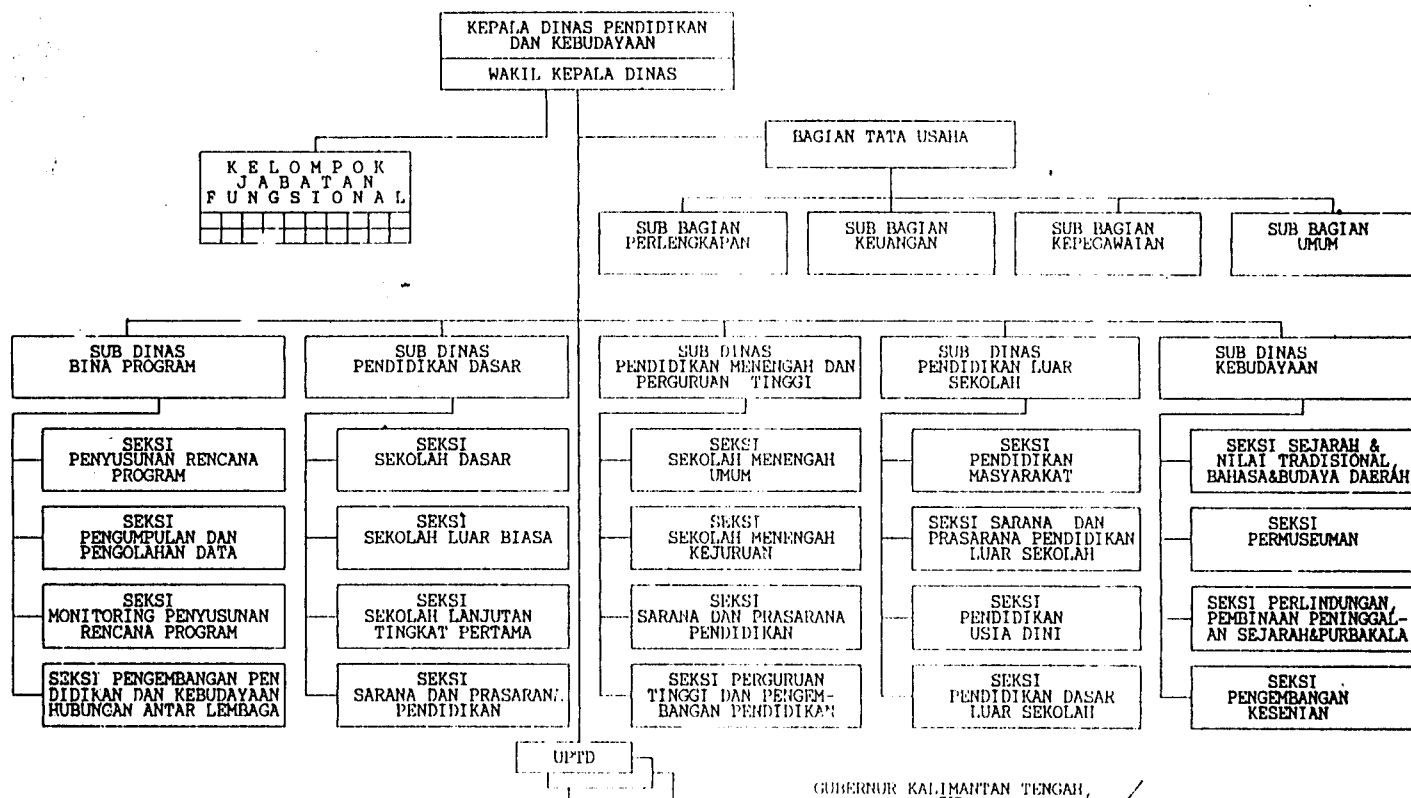 KEPALA DINAS PENDIDIKAN
DAN KEBUDAYAAN
WAKIL KEPALA DINAS
BAGIAN TATA USAHA
K E L O M P O K
J A B A T A N
F U N G S I O N A L
SUB BAGIAN
PERLENGKAPAN
SUB BAGIAN
KEUANGAN
SUB BAGIAN
KEPEGAWAIAN
SUB BAGIAN
UMUM
SUB DINAS
BINA PROGRAM
SUB DINAS
PENDIDIKAN DASAR
SUB DINAS
PENDIDIKAN MENENGAH DAN
PERGURUAN TINGGI
SUB DINAS
PENDIDIKAN LUAR
SEKOLAH
SUB DINAS
KEBUDAYAAN
SEKSI
PENYUSUNAN RENCANA
PROGRAM
SEKSI
SEKOLAH DASAR
SEKSI
SEKOLAH MENENGAH
UMUM
SEKSI
PENDIDIKAN
MASYARAKAT
SEKSI SEJARAH &
NILAI TRADISIONAL,
BAHASA&BUDAYA DAERAH
SEKSI
PENGUMPULAN DAN
PENGOLAHAN DATA
SEKSI
SEKOLAH LUAR BIASA
SEKSI
SEKOLAH MENENGAH
KEJURUAN
SEKSI SARANA DAN
PRASARANA PENDIDIKAN
LUAR SEKOLAH
SEKSI
PERMUSEUMAN
SEKSI
MONITORING PENYUSUNAN
RENCANA PROGRAM
SEKSI
SEKOLAH LANJUTAN
TINGKAT PERTAMA
SEKSI
SARANA DAN PRASARANA
PENDIDIKAN
SEKSI
PENDIDIKAN
USIA DINI
SEKSI PERLINDUNGAN,
PEMBINAAN PENINGGAL-
AN SEJARAH&PURBAKALA
SEKSI PENGEMBANGAN PEN
DIDIKAN DAN KEBUDAYAAN
HUBUNGAN ANTAR LEMBAGA
SEKSI
SARANA DAN PRASARANA
PENDIDIKAN
SEKSI PERGURUAN
TINGGI DAN PENGEM-
BANGAN PENDIDIKAN
SEKSI
PENDIDIKAN DASAR
LUAR SEKOLAH
SEKSI
PENGEMBANGAN
KESENIAN
UPTD
GUBERNUR KALIMANTAN TENGAH,